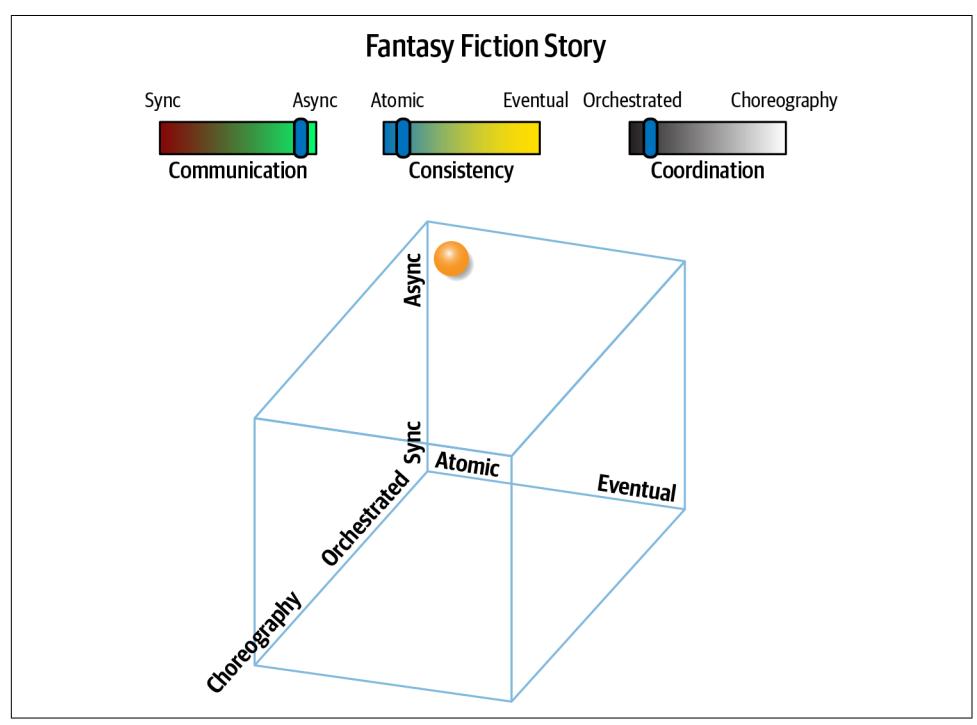 Fantasy Fiction Story
Sync Async Atomic Eventual Orchestrated Choreography
Communication Consistency Coordination
Async
Sync
Atomic
Eventual
Orchestrated
Choreography